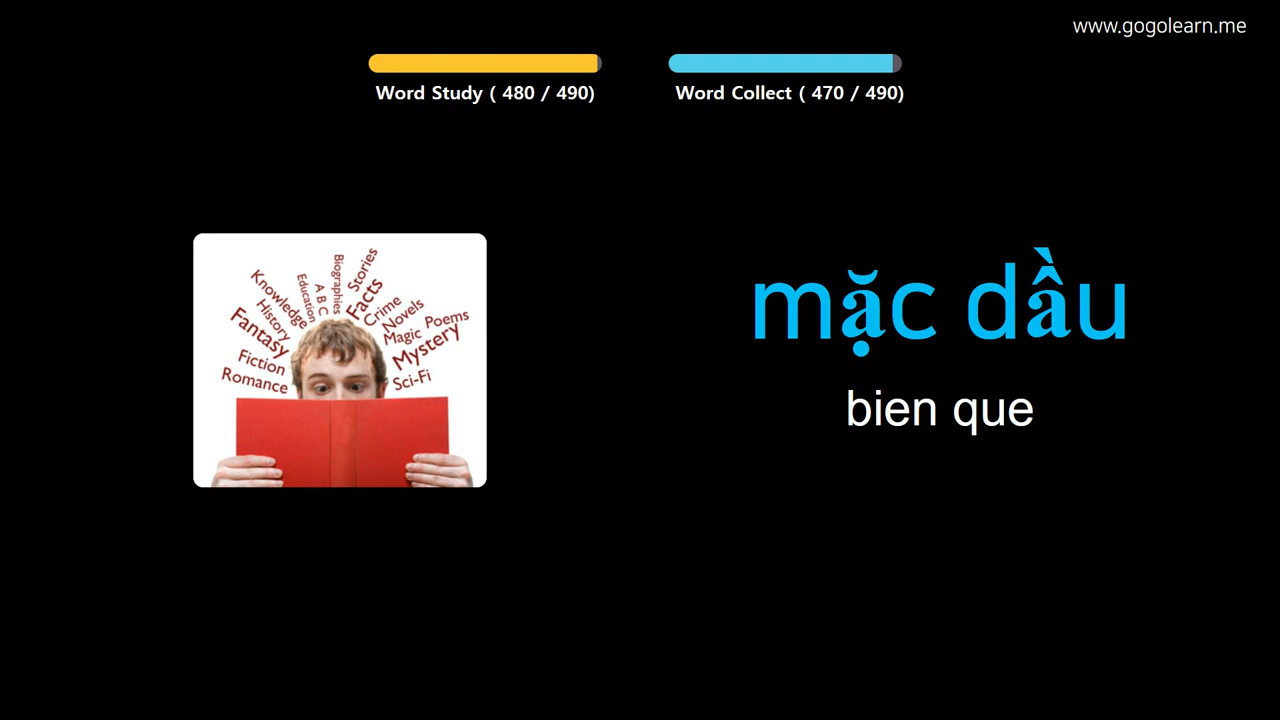 www.gogolearn.me
Word Study ( 480 / 490)
Word Collect ( 470 / 490)
Stories
Biographies
Facts
A B C
Education
Knowledge
Crime
History
Novels
Fantasy
Magic
Poems
Mystery
Fiction
Romance
Sci-Fi
mặc dầu
bien que